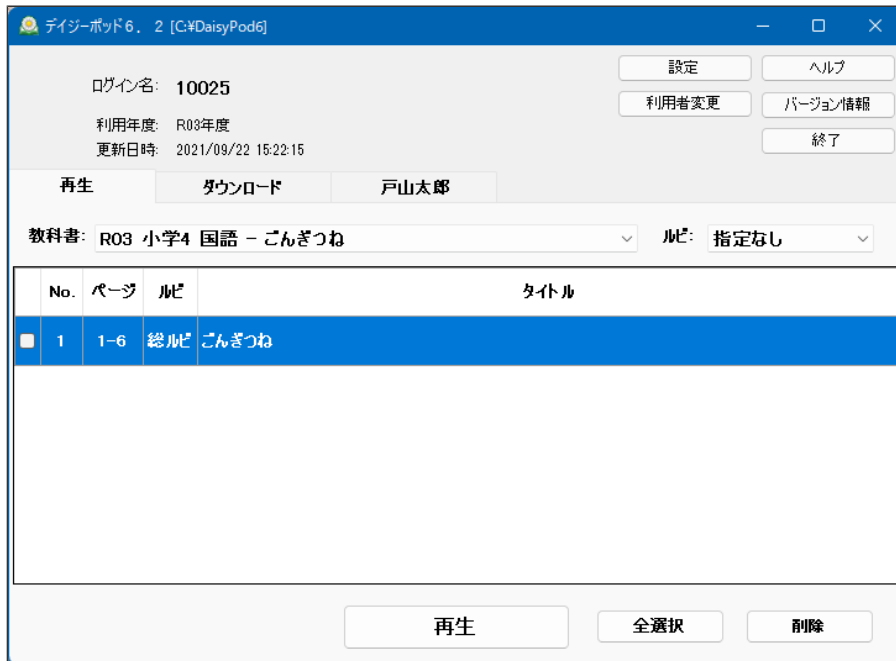 デイジーポッド６．２ [C:¥DaisyPod6]
設定 ヘルプ
ログイン名: 10025
利用者変更 バージョン情報
利用年度: R03年度
終了
更新日時: 2021/09/22 15:22:15
再生 ダウンロード 戸山太郎
教科書: R03 小学4 国語 - ごんぎつね ルビ: 指定なし
No. ページ ルビ タイトル
1 1-6 総ルビ ごんぎつね
再生 全選択 削除